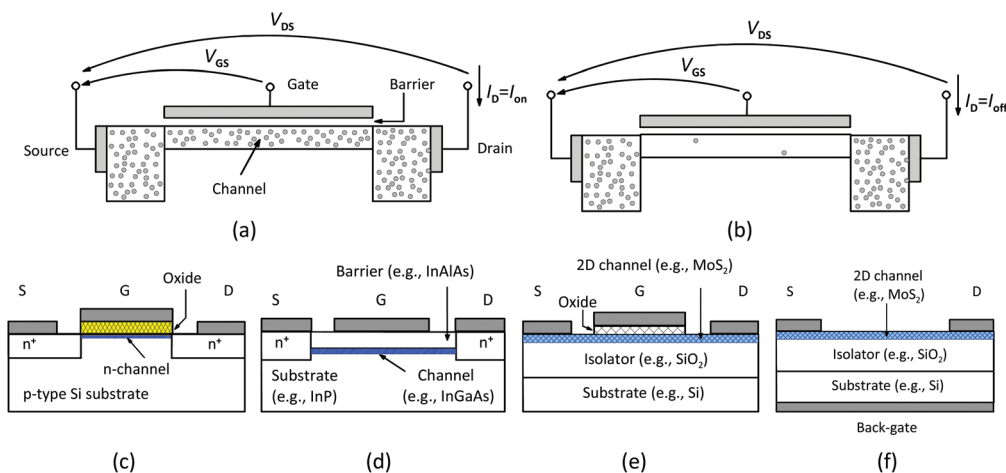 V_DS
V_GS
Gate
Barrier
I_D=I_on
Source
Drain
Channel
(a)
V_DS
V_GS
I_D=I_off
(b)
Oxide
S
G
D
n⁺
n⁺
n-channel
p-type Si substrate
(c)
Barrier (e.g., InAlAs)
S
G
D
n⁺
n⁺
Substrate
(e.g., InP)
Channel
(e.g., InGaAs)
(d)
2D channel (e.g., MoS₂)
S
G
D
Oxide
Isolator (e.g., SiO₂)
Substrate (e.g., Si)
(e)
2D channel
(e.g., MoS₂)
S
D
Isolator (e.g., SiO₂)
Substrate (e.g., Si)
Back-gate
(f)